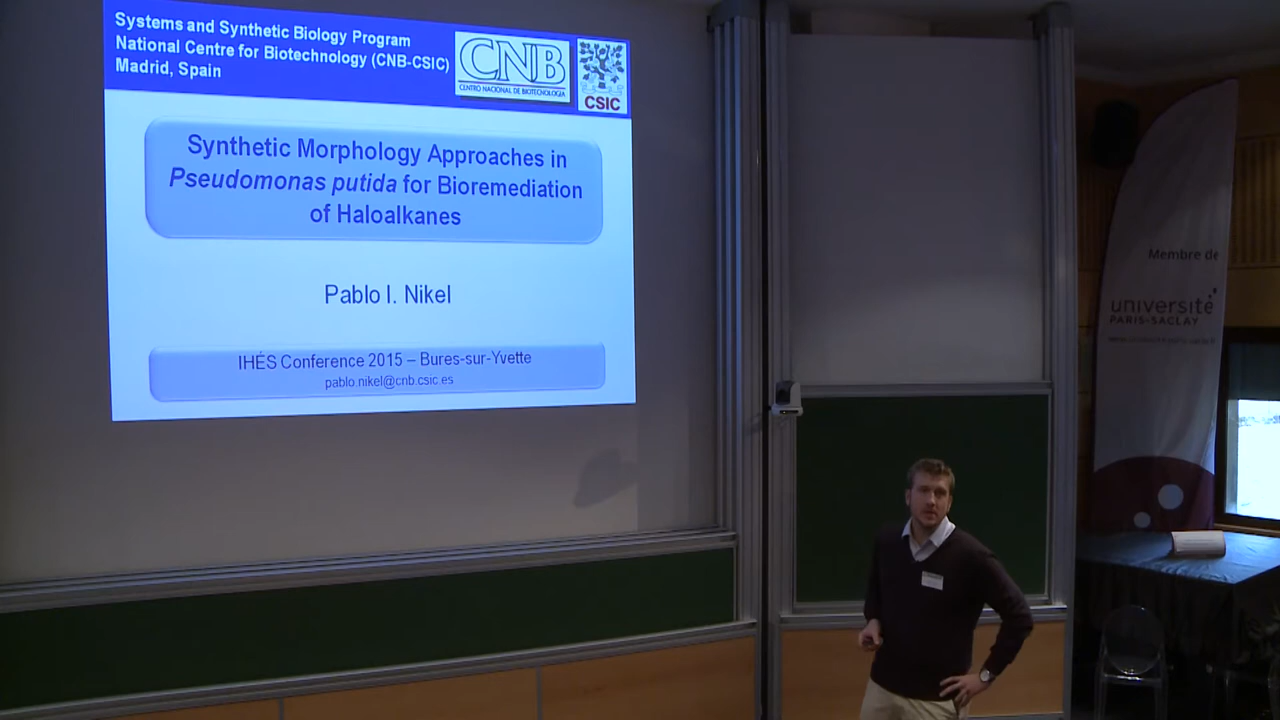 Systems and Synthetic Biology Program
National Centre for Biotechnology (CNB-CSIC)
Madrid, Spain
CNB
CENTRO NACIONAL DE BIOTECNOLOGIA
CSIC
Synthetic Morphology Approaches in
Pseudomonas putida for Bioremediation
of Haloalkanes
Pablo I. Nikel
IHÉS Conference 2015 – Bures-sur-Yvette
pablo.nikel@cnb.csic.es
Membre de
université
PARIS-SACLAY